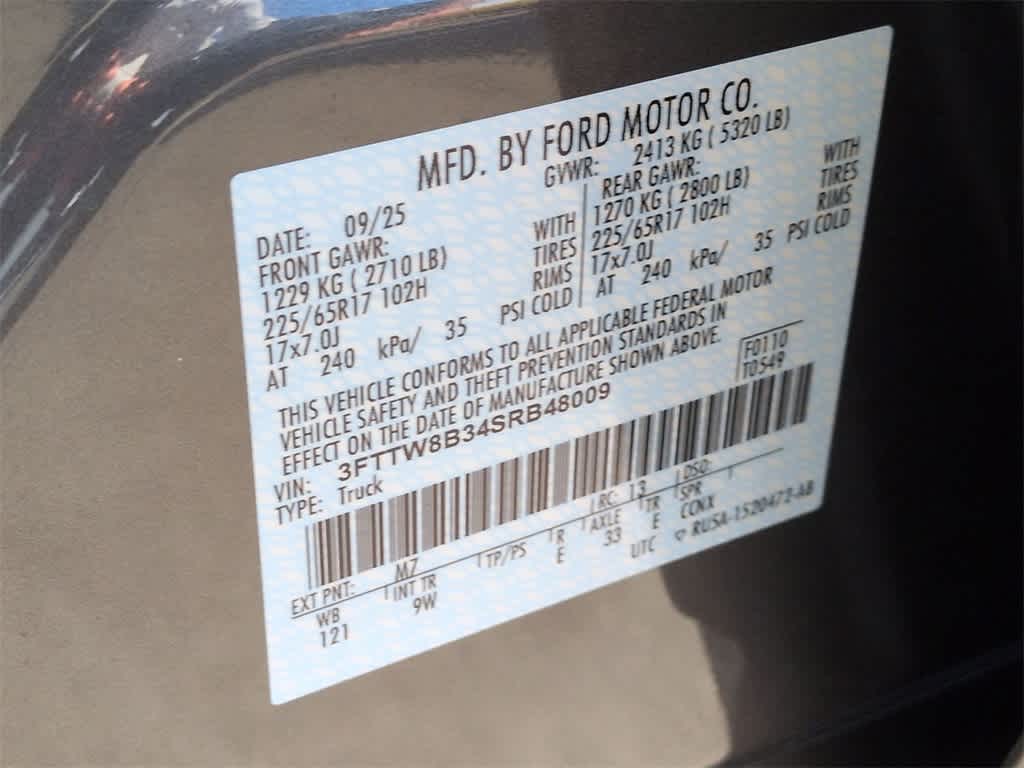 MFD. BY FORD MOTOR CO.
DATE: 09/25 GVWR: 2413 KG ( 5320 LB)
FRONT GAWR: REAR GAWR:
1229 KG ( 2710 LB) WITH 1270 KG ( 2800 LB) WITH
225/65R17 102H TIRES 225/65R17 102H TIRES
17x7.0J RIMS 17x7.0J RIMS
AT 240 kPa/ 35 PSI COLD AT 240 kPa/ 35 PSI COLD
THIS VEHICLE CONFORMS TO ALL APPLICABLE FEDERAL MOTOR
VEHICLE SAFETY AND THEFT PREVENTION STANDARDS IN
EFFECT ON THE DATE OF MANUFACTURE SHOWN ABOVE.
VIN: 3FTTW8B34SRB48009 F0110
TYPE: Truck T0549
EXT PNT: MZ RC: 13 DSO:
WB INT TR TP/PS R AXLE TR SPR
121 9W E 33 E CCNX
UTC RUSA-1520472-AB